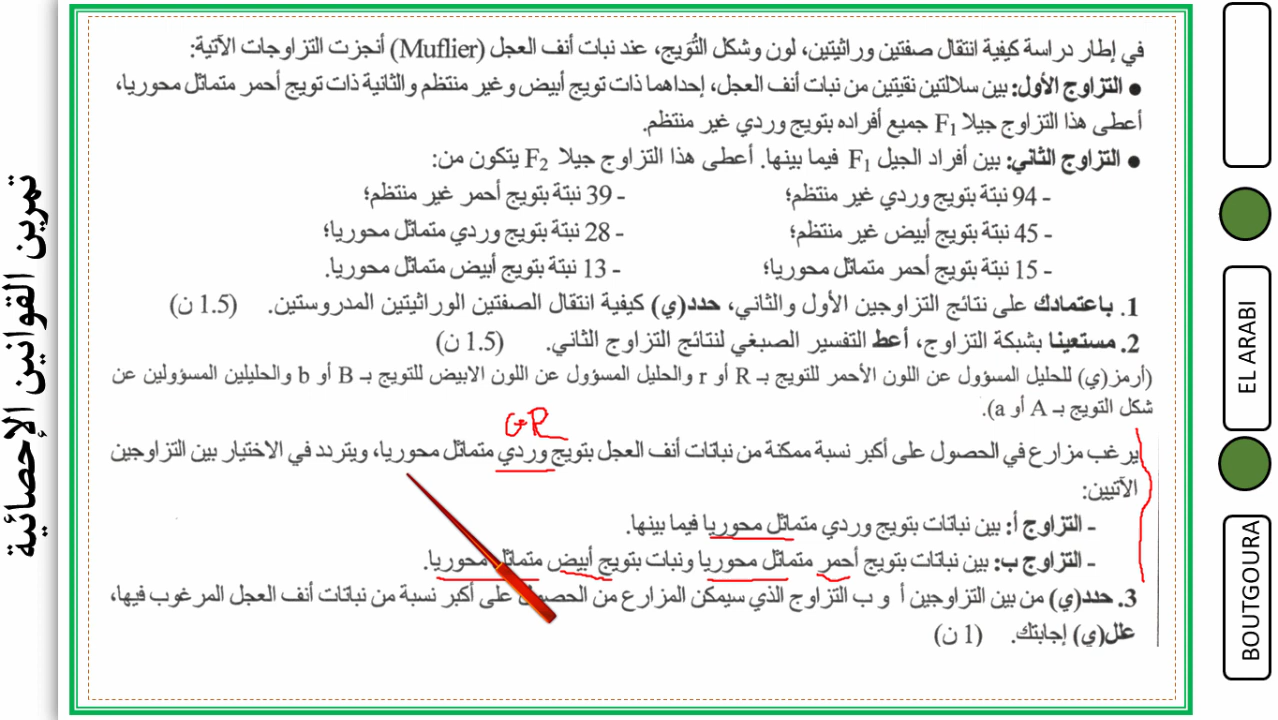 تمرين القوانين الإحصائية
في إطار دراسة كيفية انتقال صفتين وراثيتين، لون وشكل التُّوَيج، عند نبات أنف العجل (Muflier) أنجزت التزاوجات الآتية:
● التزاوج الأول: بين سلالتين نقيتين من نبات أنف العجل، إحداهما ذات تويج أبيض وغير منتظم والثانية ذات تويج أحمر متماثل محوريا،
أعطى هذا التزاوج جيلا F1 جميع أفراده بتويج وردي غير منتظم.
● التزاوج الثاني: بين أفراد الجيل F1 فيما بينها. أعطى هذا التزاوج جيلا F2 يتكون من:
- 94 نبتة بتويج وردي غير منتظم؛ - 39 نبتة بتويج أحمر غير منتظم؛
- 45 نبتة بتويج أبيض غير منتظم؛ - 28 نبتة بتويج وردي متماثل محوريا؛
- 15 نبتة بتويج أحمر متماثل محوريا؛ - 13 نبتة بتويج أبيض متماثل محوريا.
1. باعتمادك على نتائج التزاوجين الأول والثاني، حدد(ي) كيفية انتقال الصفتين الوراثيتين المدروستين. (1.5 ن)
2. مستعينا بشبكة التزاوج، أعط التفسير الصبغي لنتائج التزاوج الثاني. (1.5 ن)
(أرمز(ي) للحليل المسؤول عن اللون الأحمر للتويج بـ R أو r والحليل المسؤول عن اللون الابيض للتويج بـ B أو b والحليلين المسؤولين عن
شكل التويج بـ A أو a).
GR
يرغب مزارع في الحصول على أكبر نسبة ممكنة من نباتات أنف العجل بتويج وردي متماثل محوريا، ويتردد في الاختيار بين التزاوجين
الآتيين:
- التزاوج أ: بين نباتات بتويج وردي متماثل محوريا فيما بينها.
- التزاوج ب: بين نباتات بتويج أحمر متماثل محوريا ونبات بتويج أبيض متماثل محوريا.
3. حدد(ي) من بين التزاوجين أ و ب التزاوج الذي سيمكن المزارع من الحصول على أكبر نسبة من نباتات أنف العجل المرغوب فيها،
علل(ي) إجابتك. (1 ن)
EL ARABI
BOUTGOURA